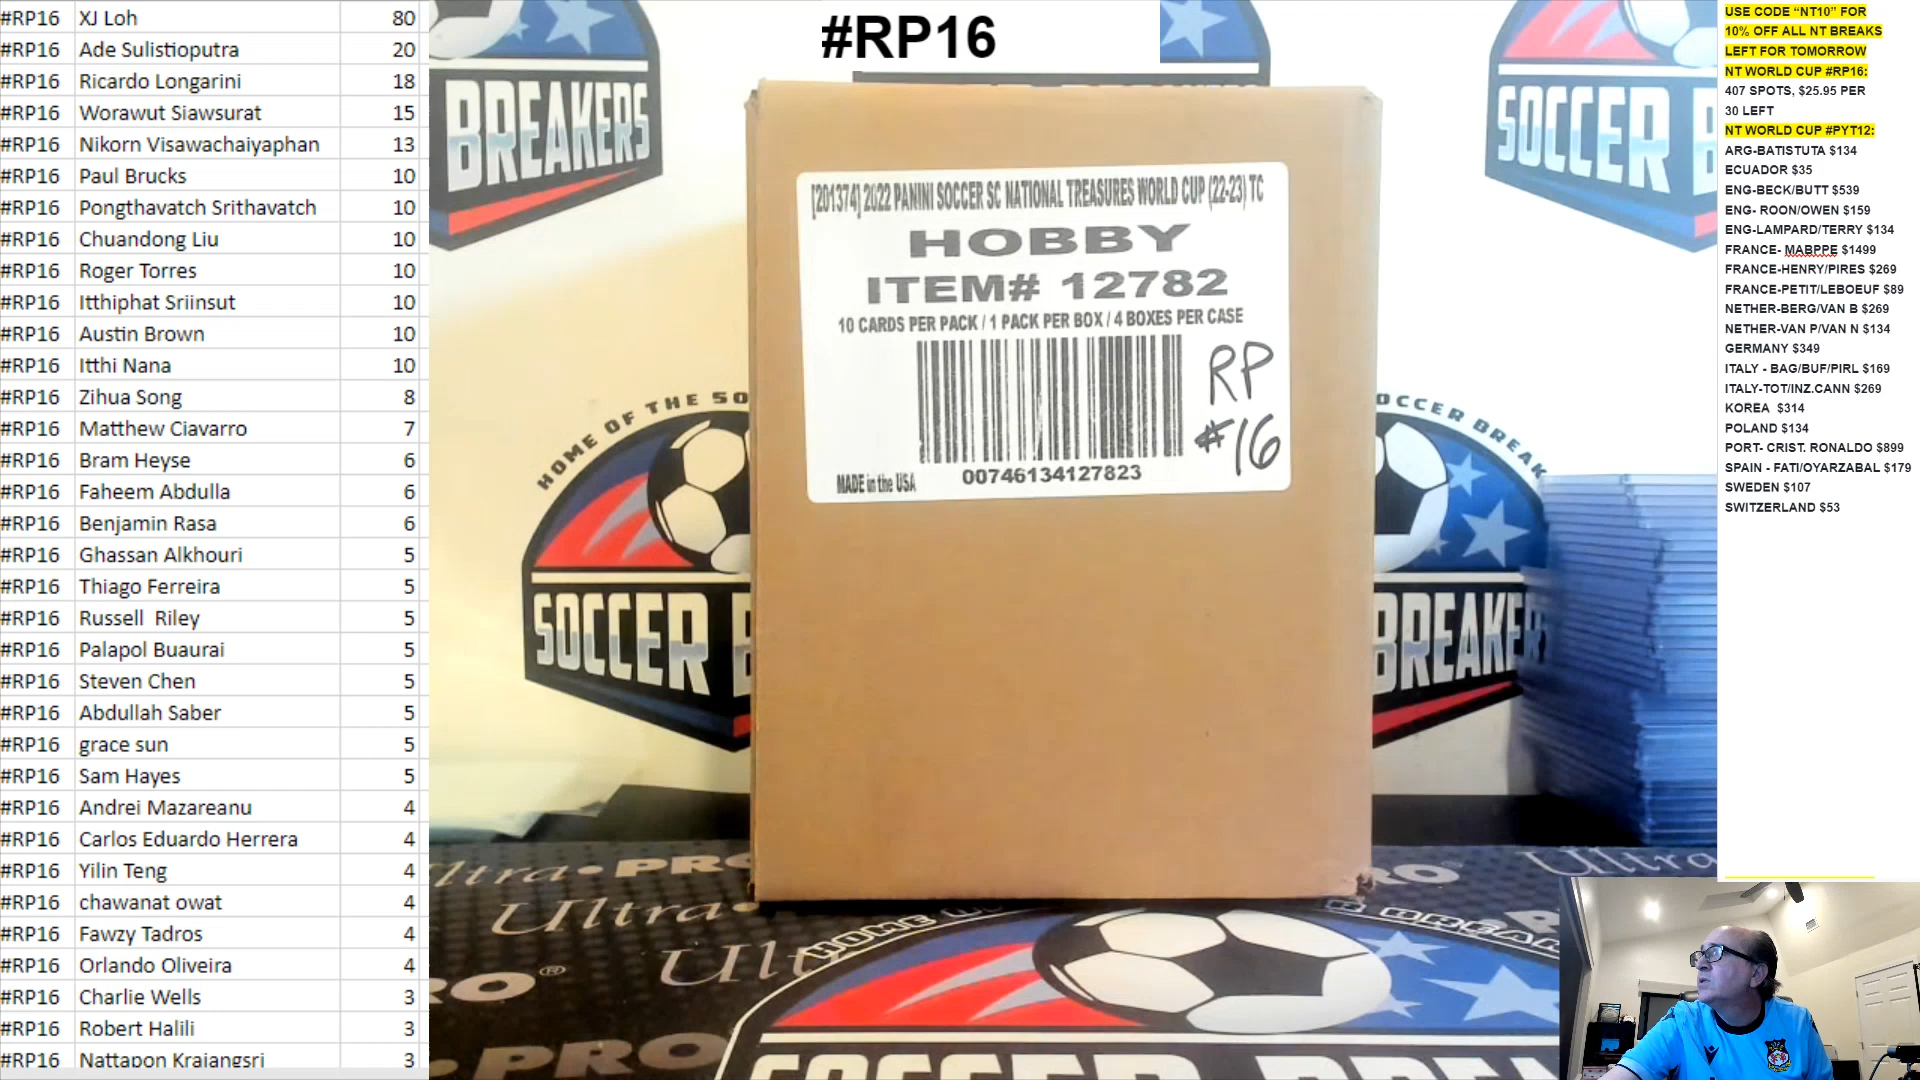 #RP16 XJ Loh 80
#RP16 Ade Sulistioputra 20
#RP16 Ricardo Longarini 18
#RP16 Worawut Siawsurat 15
#RP16 Nikorn Visawachaiyaphan 13
#RP16 Paul Brucks 10
#RP16 Pongthavatch Srithavatch 10
#RP16 Chuandong Liu 10
#RP16 Roger Torres 10
#RP16 Itthiphat Sriinsut 10
#RP16 Austin Brown 10
#RP16 Itthi Nana 10
#RP16 Zihua Song 8
#RP16 Matthew Ciavarro 7
#RP16 Bram Heyse 6
#RP16 Faheem Abdulla 6
#RP16 Benjamin Rasa 6
#RP16 Ghassan Alkhouri 5
#RP16 Thiago Ferreira 5
#RP16 Russell Riley 5
#RP16 Palapol Buaurai 5
#RP16 Steven Chen 5
#RP16 Abdullah Saber 5
#RP16 grace sun 5
#RP16 Sam Hayes 5
#RP16 Andrei Mazareanu 4
#RP16 Carlos Eduardo Herrera 4
#RP16 Yilin Teng 4
#RP16 chawanat owat 4
#RP16 Fawzy Tadros 4
#RP16 Orlando Oliveira 4
#RP16 Charlie Wells 3
#RP16 Robert Halili 3
#RP16 Nattapon Kraiangsri 3
#RP16
BREAKERS
SOCCER
[201374] 2022 PANINI SOCCER SC NATIONAL TREASURES WORLD CUP (22-23) TC
HOBBY
ITEM# 12782
10 CARDS PER PACK / 1 PACK PER BOX / 4 BOXES PER CASE
RP
#16
MADE in the USA 00746134127823
HOME OF THE SO
SOCCER B
OCCER BREAK
BREAKE
Ultra•PRO
Ultra•
Ultra
PRO®
SOCCER BREA
USE CODE “NT10” FOR
10% OFF ALL NT BREAKS
LEFT FOR TOMORROW
NT WORLD CUP #RP16:
407 SPOTS, $25.95 PER
30 LEFT
NT WORLD CUP #PYT12:
ARG-BATISTUTA $134
ECUADOR $35
ENG-BECK/BUTT $539
ENG- ROON/OWEN $159
ENG-LAMPARD/TERRY $134
FRANCE- MABPPE $1499
FRANCE-HENRY/PIRES $269
FRANCE-PETIT/LEBOEUF $89
NETHER-BERG/VAN B $269
NETHER-VAN P/VAN N $134
GERMANY $349
ITALY - BAG/BUF/PIRL $169
ITALY-TOT/INZ.CANN $269
KOREA $314
POLAND $134
PORT- CRIST. RONALDO $899
SPAIN - FATI/OYARZABAL $179
SWEDEN $107
SWITZERLAND $53